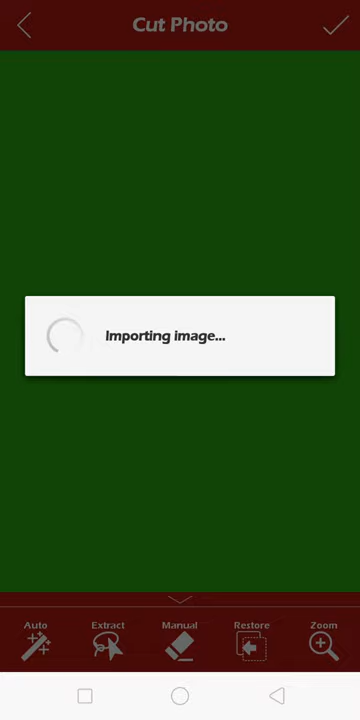 Cut Photo
Importing image...
Auto
Extract
Manual
Restore
Zoom